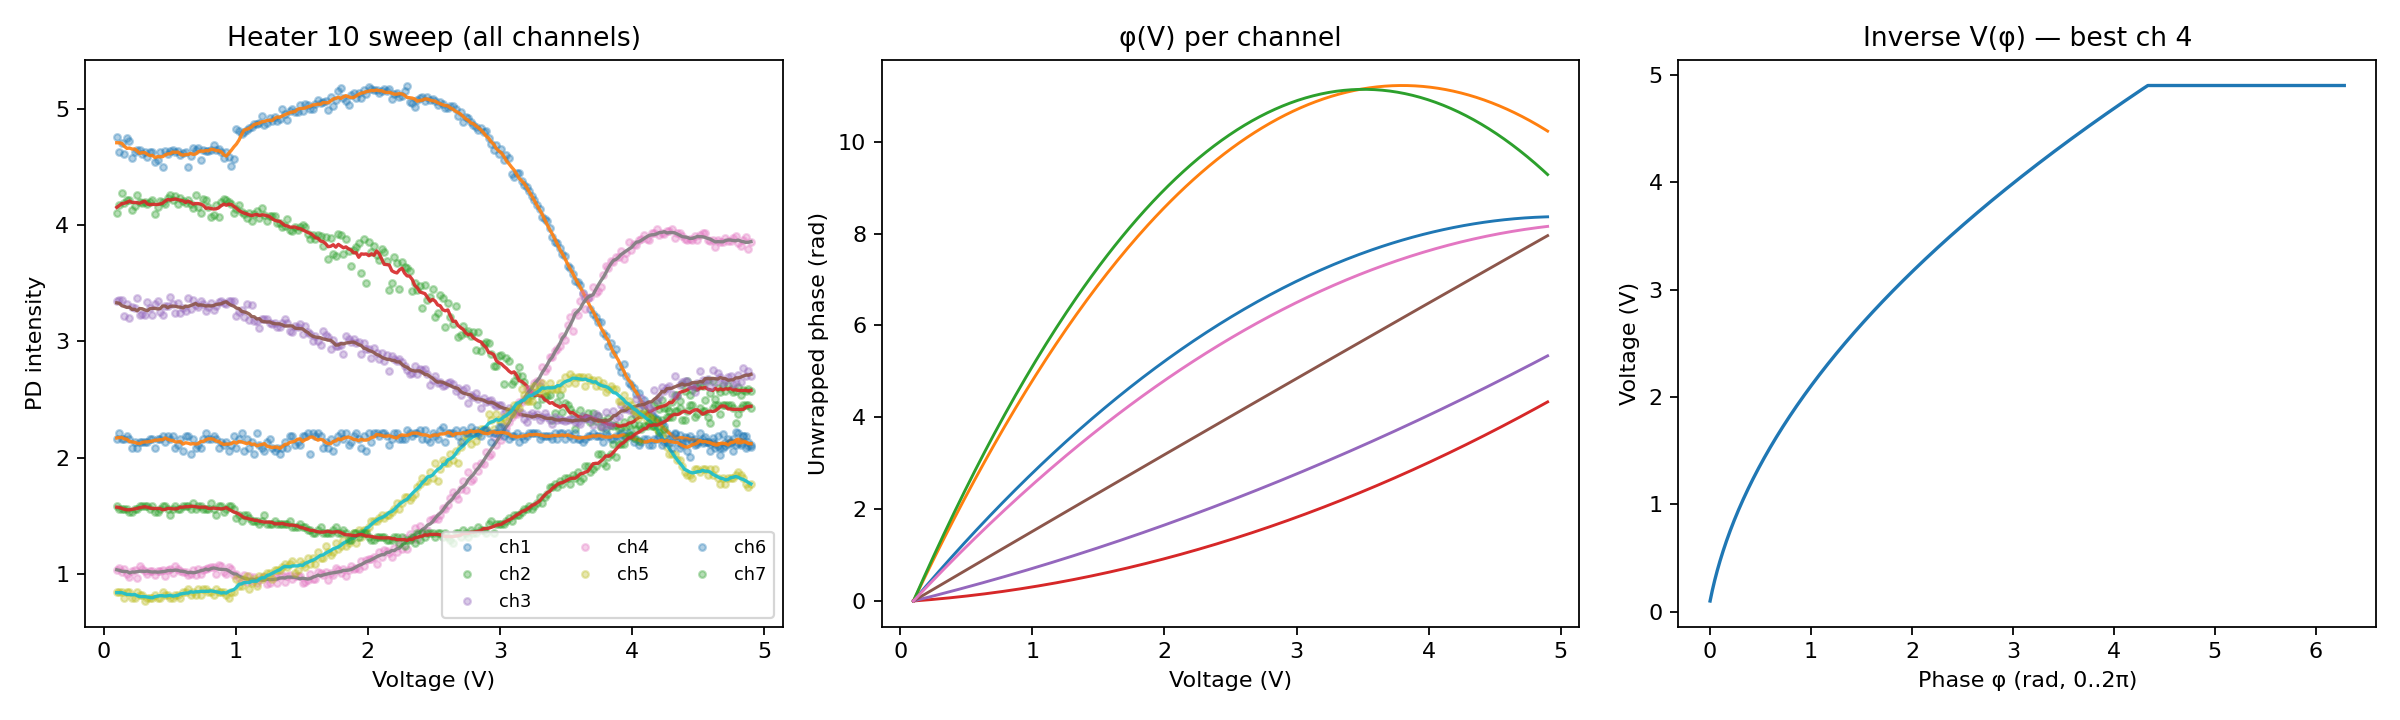 Heater 10 sweep (all channels)
PD intensity
5
4
3
2
1
ch1
ch4
ch6
ch2
ch5
ch7
ch3
0
1
2
3
4
5
Voltage (V)
φ(V) per channel
Unwrapped phase (rad)
10
8
6
4
2
0
0
1
2
3
4
5
Voltage (V)
Inverse V(φ) — best ch 4
Voltage (V)
5
4
3
2
1
0
0
1
2
3
4
5
6
Phase φ (rad, 0..2π)